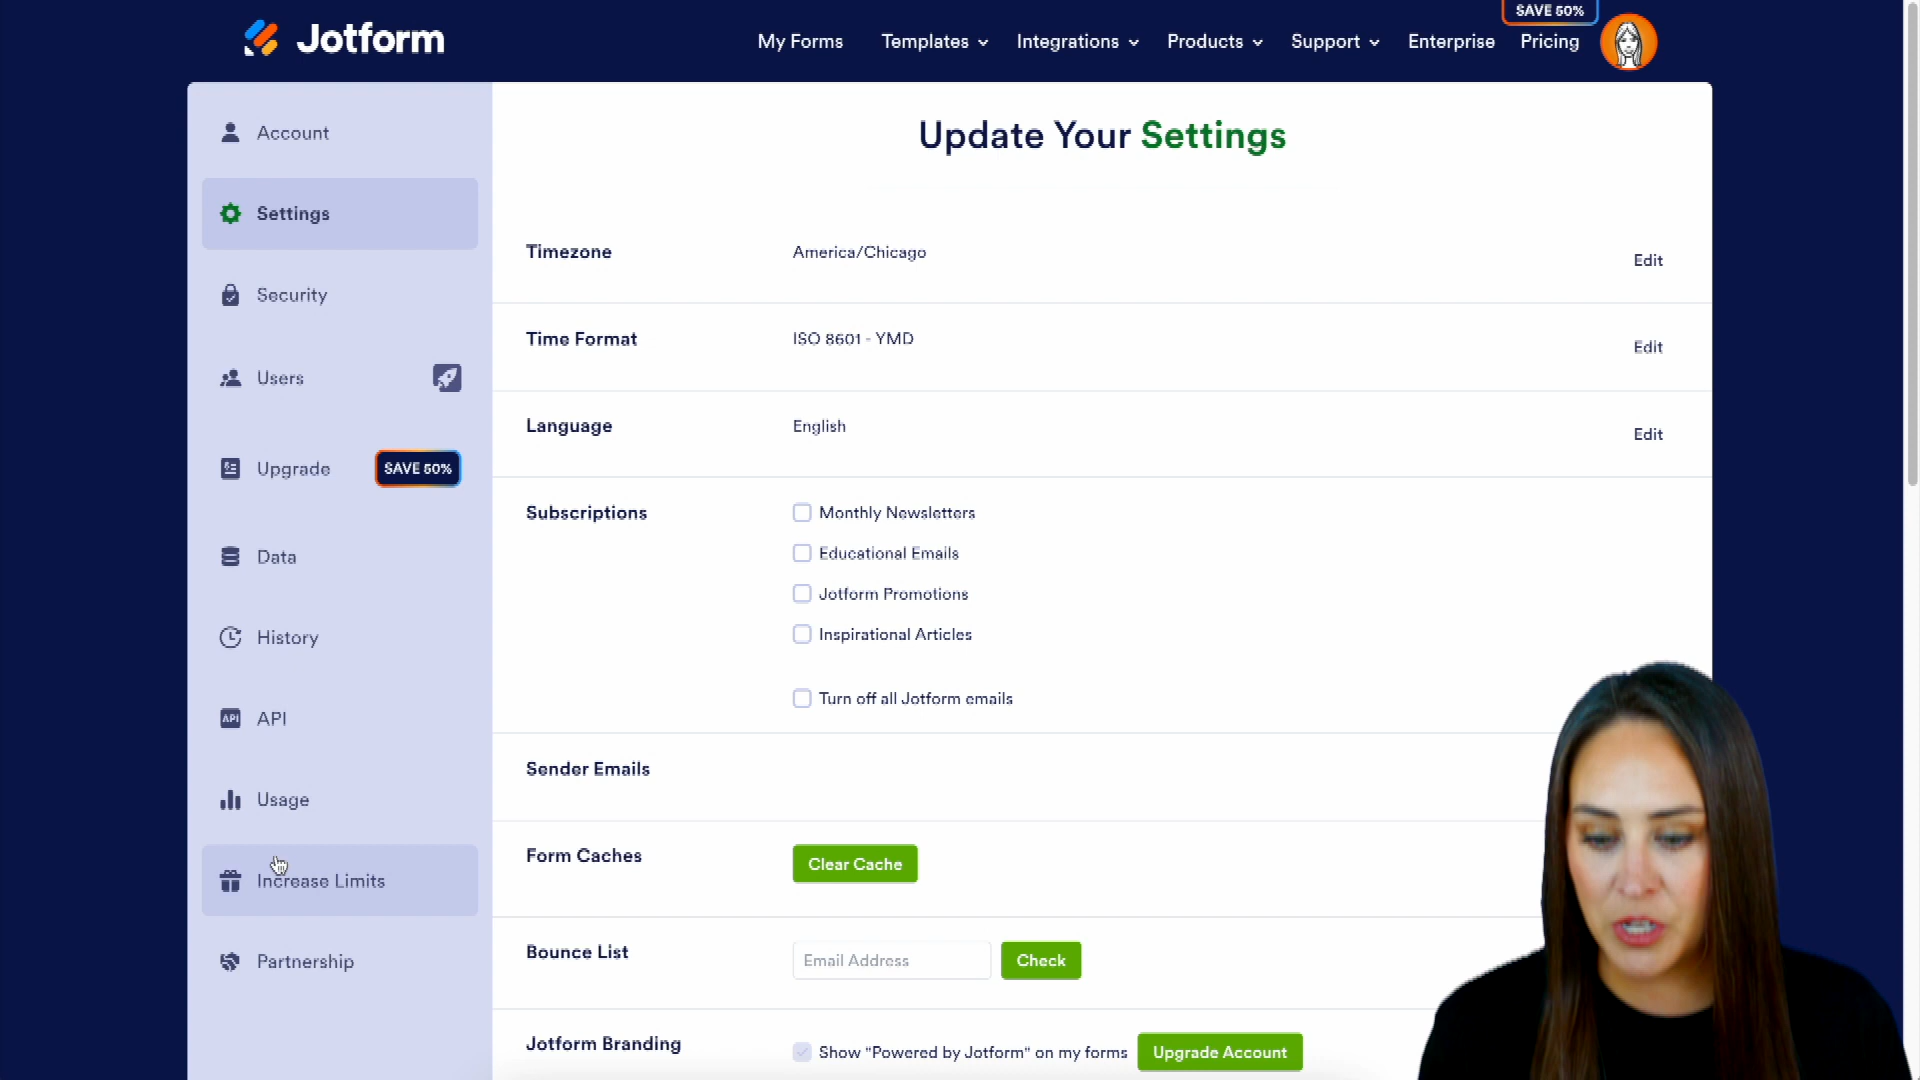 Jotform
My Forms
Templates
Integrations
Products
Support
Enterprise
SAVE 50%
Pricing
Account
Settings
Security
Users
Upgrade
SAVE 50%
Data
History
API
API
Usage
Increase Limits
Partnership
Update Your Settings
Timezone
America/Chicago
Edit
Time Format
ISO 8601 - YMD
Edit
Language
English
Edit
Subscriptions
Monthly Newsletters
Educational Emails
Jotform Promotions
Inspirational Articles
Turn off all Jotform emails
Sender Emails
Form Caches
Clear Cache
Bounce List
Email Address
Check
Jotform Branding
Show "Powered by Jotform" on my forms
Upgrade Account